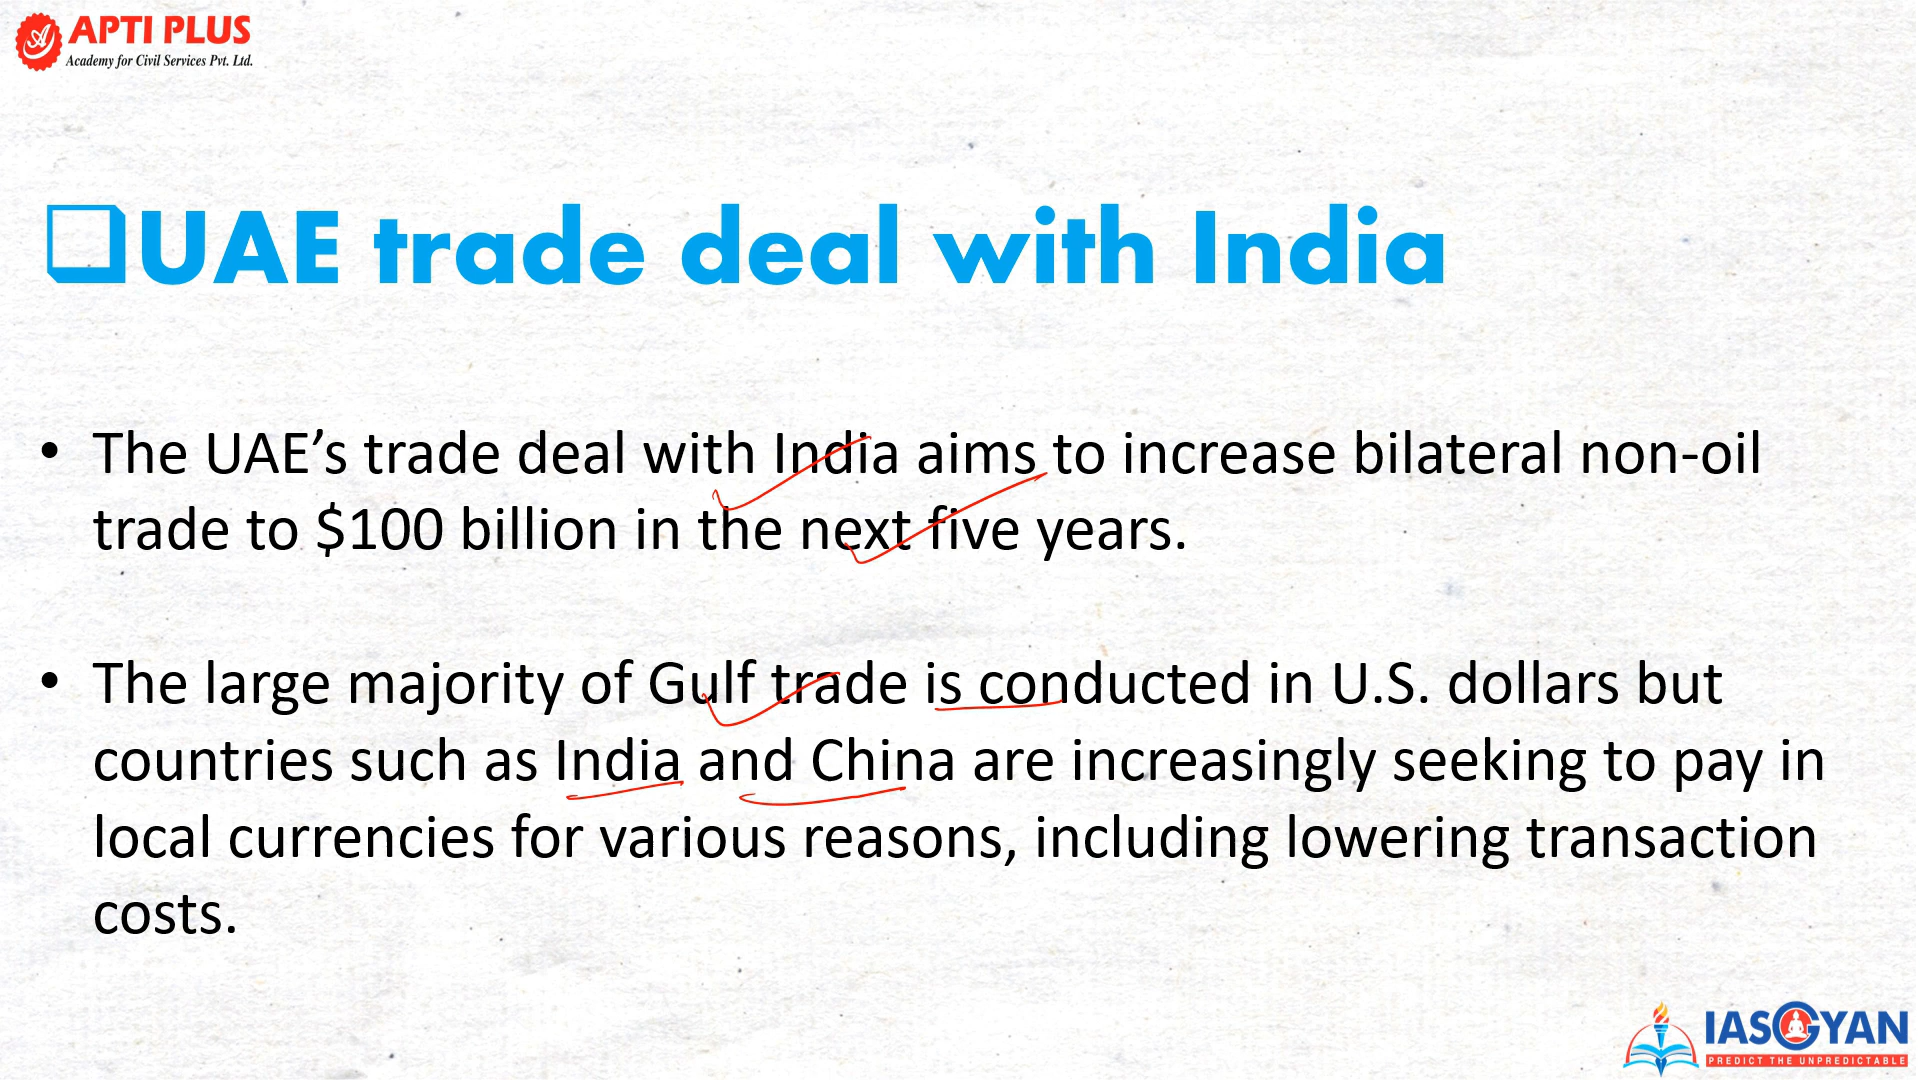 APTI PLUS
Academy for Civil Services Pvt. Ltd.
❑UAE trade deal with India
• The UAE’s trade deal with India aims to increase bilateral non-oil
trade to $100 billion in the next five years.
• The large majority of Gulf trade is conducted in U.S. dollars but
countries such as India and China are increasingly seeking to pay in
local currencies for various reasons, including lowering transaction
costs.
IASGYAN
PREDICT THE UNPREDICTABLE